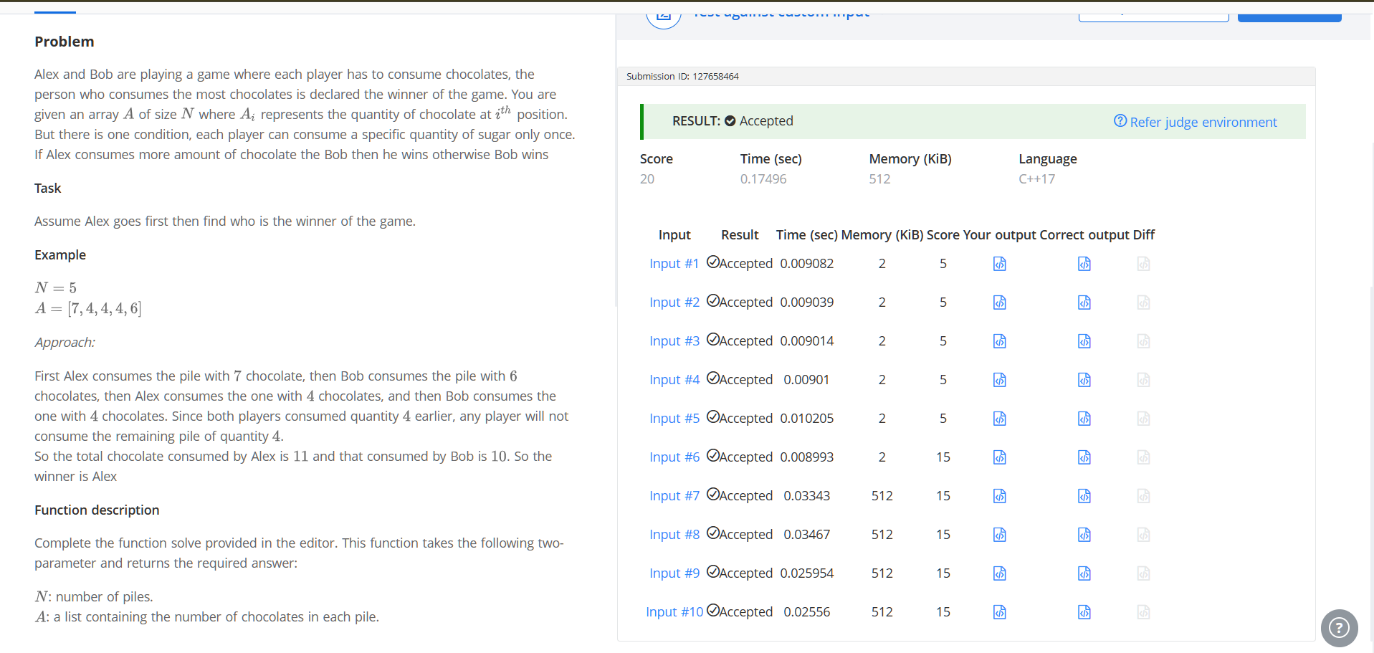 Test against custom input
Problem
Alex and Bob are playing a game where each player has to consume chocolates, the
person who consumes the most chocolates is declared the winner of the game. You are
given an array A of size N where Aᵢ represents the quantity of chocolate at iᵗʰ position.
But there is one condition, each player can consume a specific quantity of sugar only once.
If Alex consumes more amount of chocolate the Bob then he wins otherwise Bob wins
Task
Assume Alex goes first then find who is the winner of the game.
Example
N = 5
A = [7, 4, 4, 4, 6]
Approach:
First Alex consumes the pile with 7 chocolate, then Bob consumes the pile with 6
chocolates, then Alex consumes the one with 4 chocolates, and then Bob consumes the
one with 4 chocolates. Since both players consumed quantity 4 earlier, any player will not
consume the remaining pile of quantity 4.
So the total chocolate consumed by Alex is 11 and that consumed by Bob is 10. So the
winner is Alex
Function description
Complete the function solve provided in the editor. This function takes the following two-
parameter and returns the required answer:
N: number of piles.
A: a list containing the number of chocolates in each pile.
Submission ID: 127658464
RESULT: Accepted
Refer judge environment
Score Time (sec) Memory (KiB) Language
20 0.17496 512 C++17
Input Result Time (sec) Memory (KiB) Score Your output Correct output Diff
Input #1 Accepted 0.009082 2 5
Input #2 Accepted 0.009039 2 5
Input #3 Accepted 0.009014 2 5
Input #4 Accepted 0.00901 2 5
Input #5 Accepted 0.010205 2 5
Input #6 Accepted 0.008993 2 15
Input #7 Accepted 0.03343 512 15
Input #8 Accepted 0.03467 512 15
Input #9 Accepted 0.025954 512 15
Input #10 Accepted 0.02556 512 15